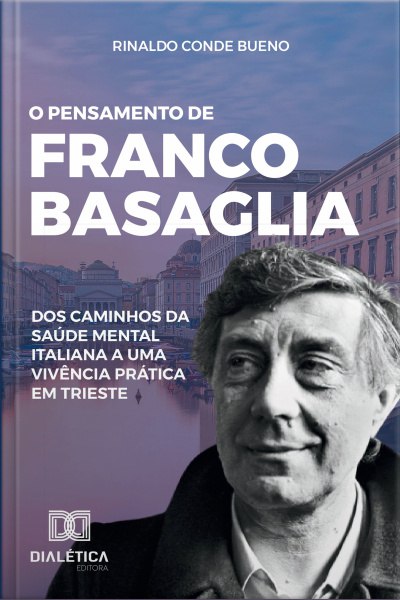 RINALDO CONDE BUENO
O PENSAMENTO DE
FRANCO
BASAGLIA
DOS CAMINHOS DA
SAÚDE MENTAL
ITALIANA A UMA
VIVÊNCIA PRÁTICA
EM TRIESTE
DIALÉTICA
EDITORA